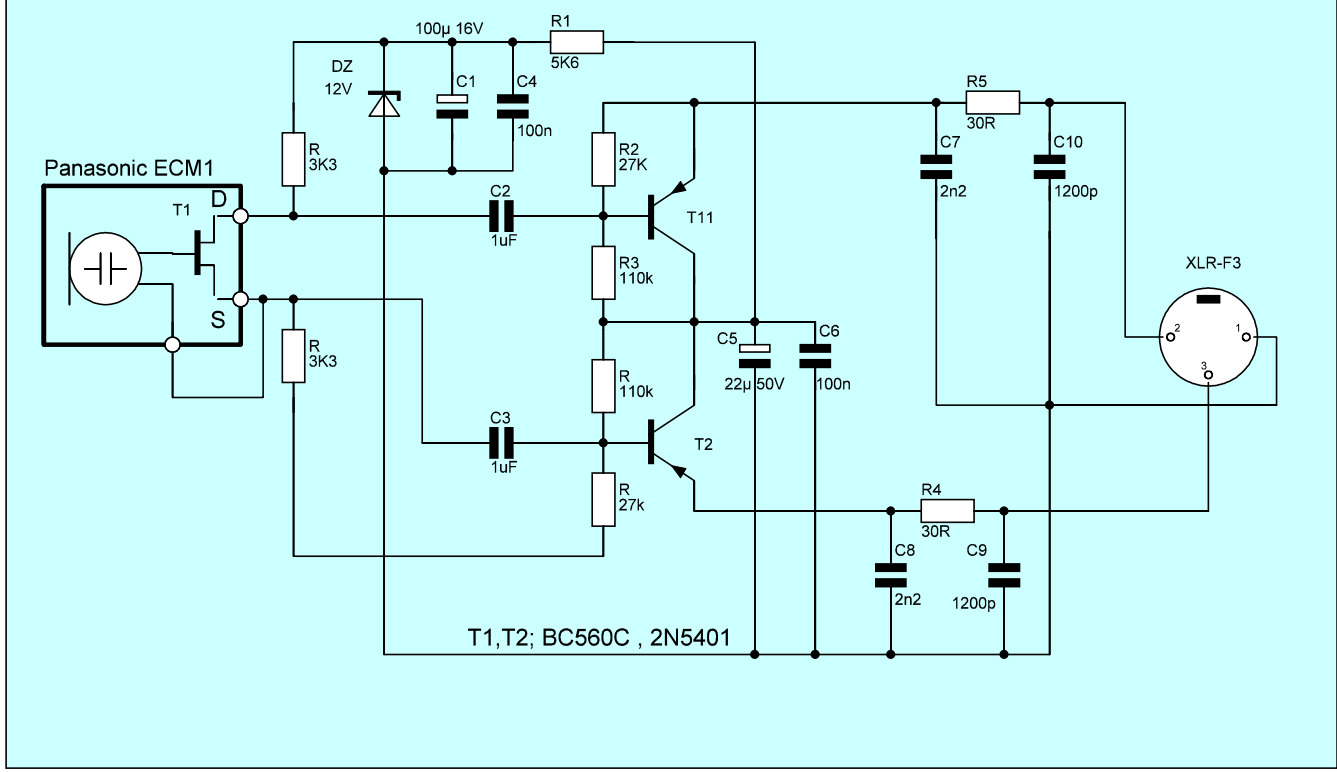 100µ 16V
R1
5K6
DZ
12V
C1
C4
100n
R5
30R
R
3K3
R2
27K
C7
2n2
C10
1200p
Panasonic ECM1
D
T1
C2
1uF
T11
R3
110k
XLR-F3
S
R
3K3
C5
22µ 50V
C6
100n
2
1
3
R
110k
C3
1uF
T2
R
27k
R4
30R
C8
2n2
C9
1200p
T1,T2; BC560C , 2N5401